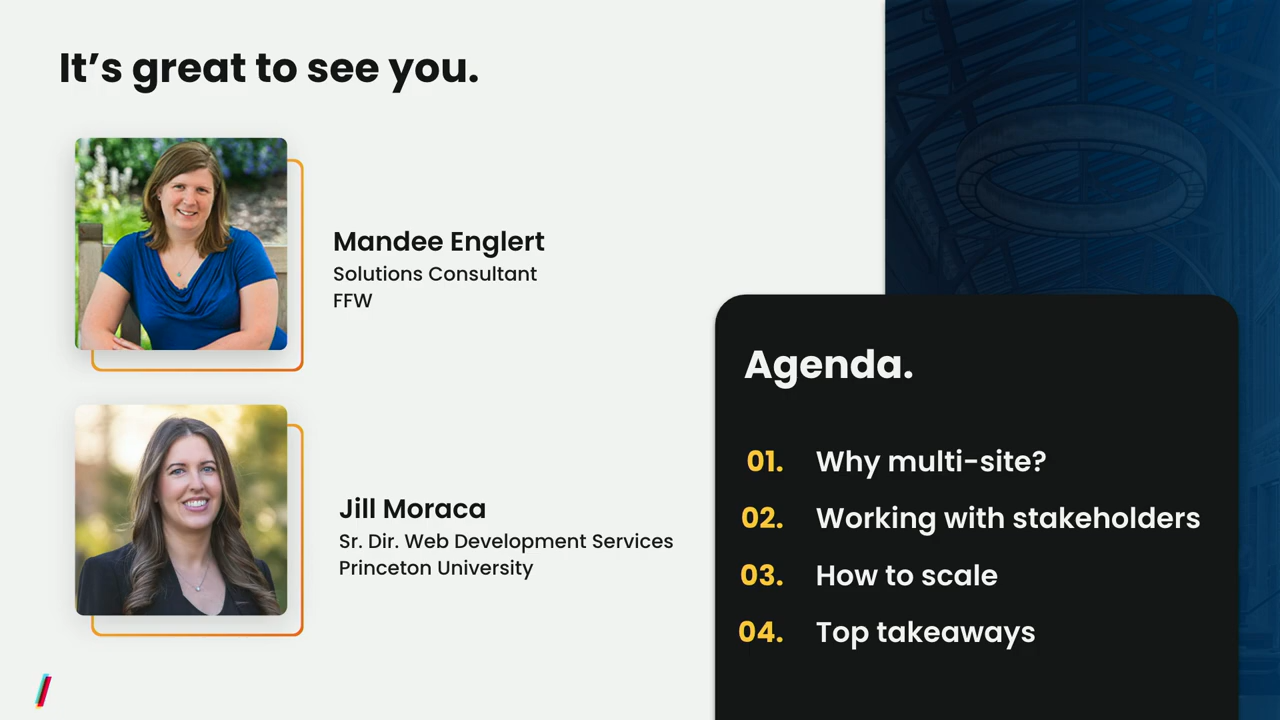 It’s great to see you.
Mandee Englert
Solutions Consultant
FFW
Jill Moraca
Sr. Dir. Web Development Services
Princeton University
Agenda.
01. Why multi-site?
02. Working with stakeholders
03. How to scale
04. Top takeaways